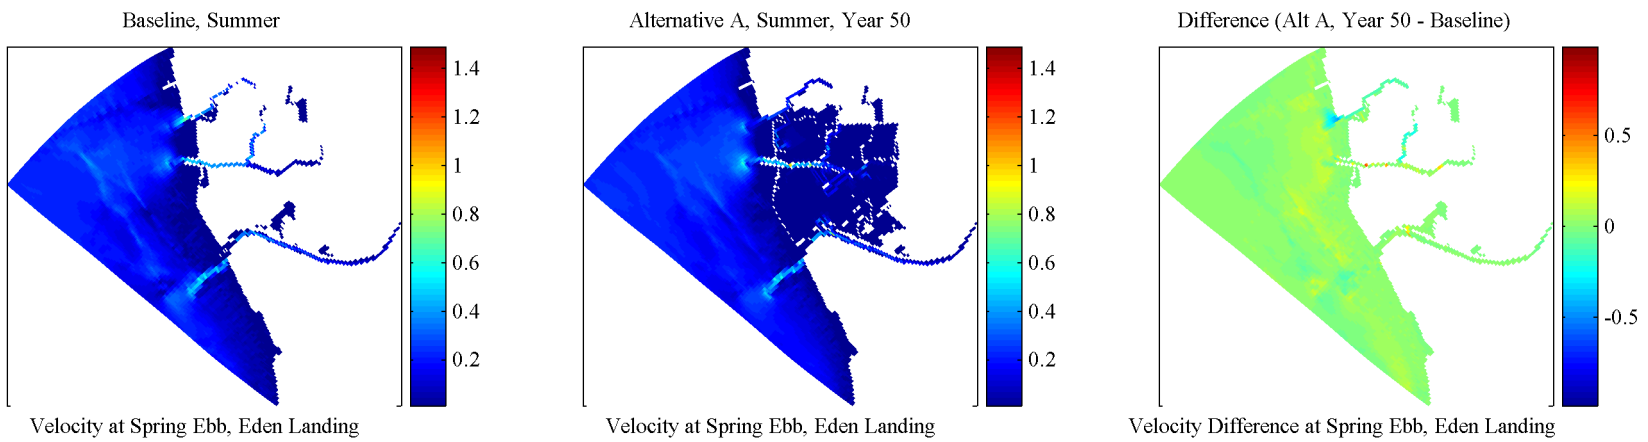 Baseline, Summer
1.4
1.2
1
0.8
0.6
0.4
0.2
Velocity at Spring Ebb, Eden Landing
Alternative A, Summer, Year 50
1.4
1.2
1
0.8
0.6
0.4
0.2
Velocity at Spring Ebb, Eden Landing
Difference (Alt A, Year 50 - Baseline)
0.5
0
-0.5
Velocity Difference at Spring Ebb, Eden Landing